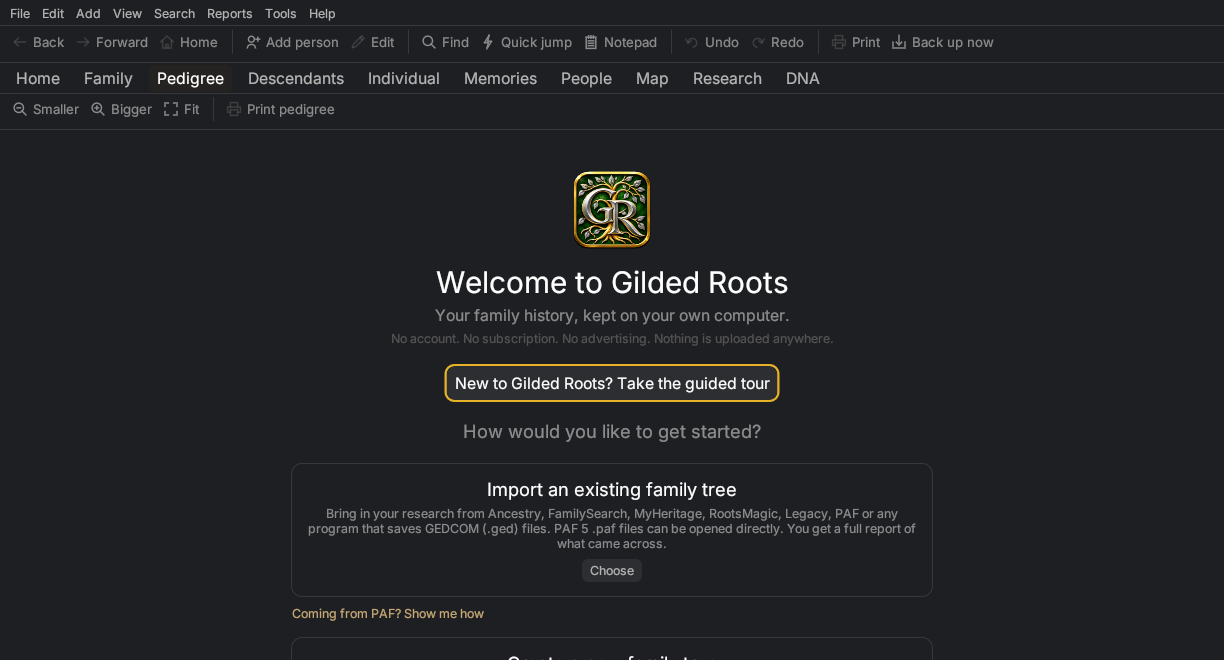 File Edit Add View Search Reports Tools Help
Back Forward Home Add person Edit Find Quick jump Notepad Undo Redo Print Back up now
Home Family Pedigree Descendants Individual Memories People Map Research DNA
Smaller Bigger Fit Print pedigree
GR
Welcome to Gilded Roots
Your family history, kept on your own computer.
No account. No subscription. No advertising. Nothing is uploaded anywhere.
New to Gilded Roots? Take the guided tour
How would you like to get started?
Import an existing family tree
Bring in your research from Ancestry, FamilySearch, MyHeritage, RootsMagic, Legacy, PAF or any
program that saves GEDCOM (.ged) files. PAF 5 .paf files can be opened directly. You get a full report of
what came across.
Choose
Coming from PAF? Show me how